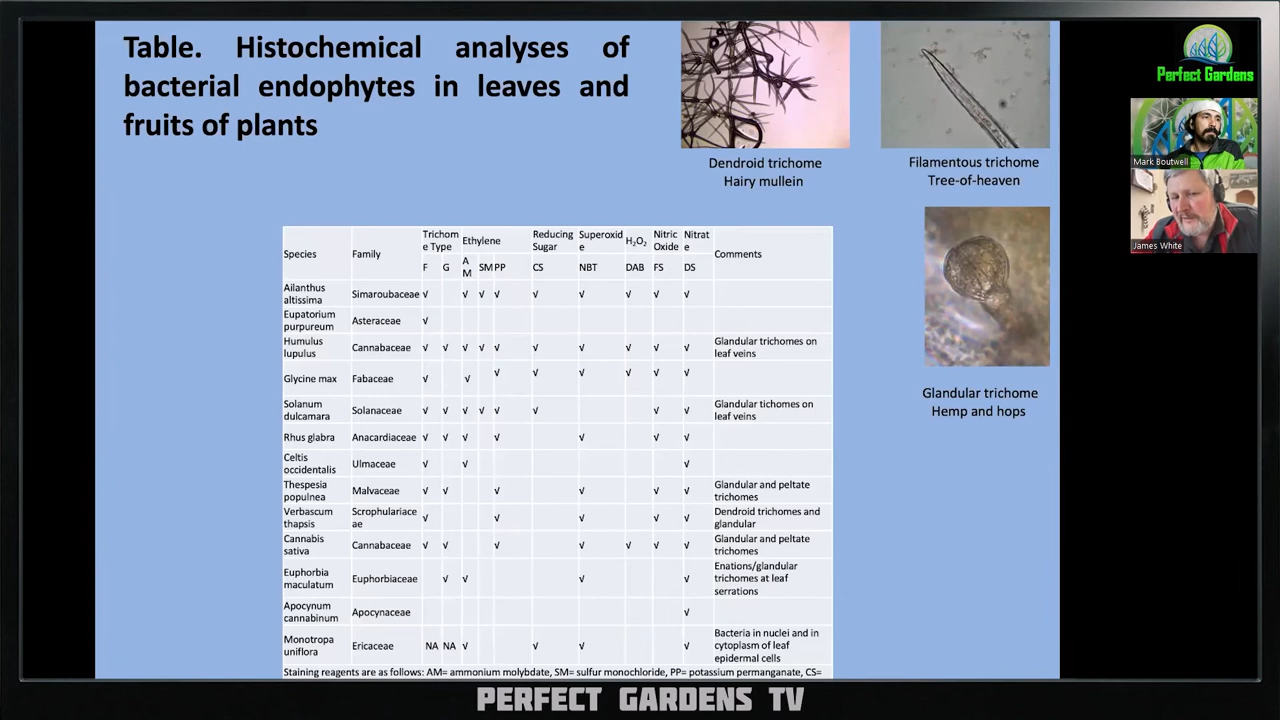 Table. Histochemical analyses of
bacterial endophytes in leaves and
fruits of plants
Dendroid trichome
Hairy mullein
Filamentous trichome
Tree-of-heaven
Glandular trichome
Hemp and hops
Perfect Gardens
Mark Boutwell
James White
Species Family Trichom e Type Ethylene Reducing Sugar Superoxid e H₂O₂ Nitric Oxide Nitrat e Comments
F G A M SM PP CS NBT DAB FS DS
Ailanthus altissima Simaroubaceae √ √ √ √ √ √ √ √ √
Eupatorium purpureum Asteraceae √
Humulus lupulus Cannabaceae √ √ √ √ √ √ √ √ √ √ Glandular trichomes on leaf veins
Glycine max Fabaceae √ √ √ √ √ √ √ √
Solanum dulcamara Solanaceae √ √ √ √ √ √ √ √ Glandular tichomes on leaf veins
Rhus glabra Anacardiaceae √ √ √ √ √ √ √
Celtis occidentalis Ulmaceae √ √ √
Thespesia populnea Malvaceae √ √ √ √ √ √ Glandular and peltate trichomes
Verbascum thapsis Scrophulariace ae √ √ √ √ √ Dendroid trichomes and glandular
Cannabis sativa Cannabaceae √ √ √ √ √ √ √ Glandular and peltate trichomes
Euphorbia maculatum Euphorbiaceae √ √ √ √ Enations/glandular trichomes at leaf serrations
Apocynum cannabinum Apocynaceae √
Monotropa uniflora Ericaceae NA NA √ √ √ √ Bacteria in nuclei and in cytoplasm of leaf epidermal cells
Staining reagents are as follows: AM= ammonium molybdate, SM= sulfur monochloride, PP= potassium permanganate, CS=
PERFECT GARDENS TV